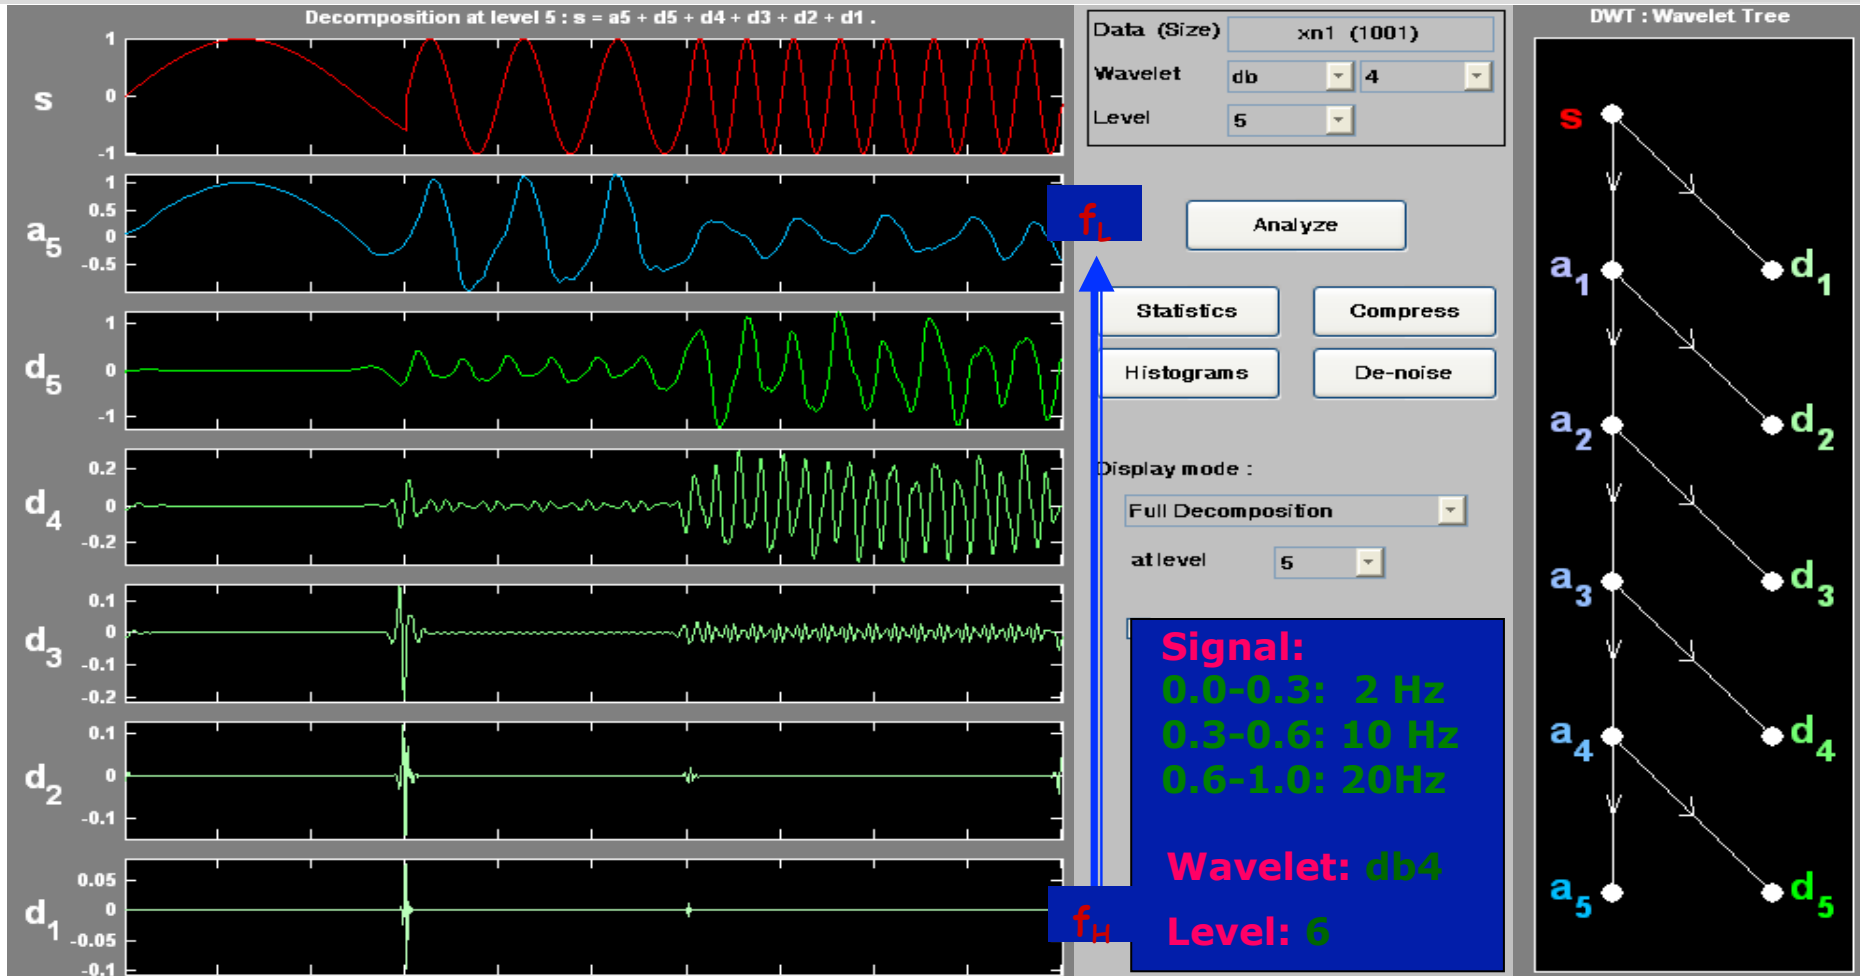 Decomposition at level 5 : s = a5 + d5 + d4 + d3 + d2 + d1 .
s
1
0
-1
a5
1
0.5
0
-0.5
d5
1
0
-1
d4
0.2
0
-0.2
d3
0.1
0
-0.1
-0.2
d2
0.1
0
-0.1
d1
0.05
0
-0.05
-0.1
fL
fH
Data (Size) xn1 (1001)
Wavelet db 4
Level 5
Analyze
Statistics Compress
Histograms De-noise
Display mode :
Full Decomposition
at level 5
Signal:
0.0-0.3: 2 Hz
0.3-0.6: 10 Hz
0.6-1.0: 20Hz
Wavelet: db4
Level: 6
DWT : Wavelet Tree
s
a1 d1
a2 d2
a3 d3
a4 d4
a5 d5